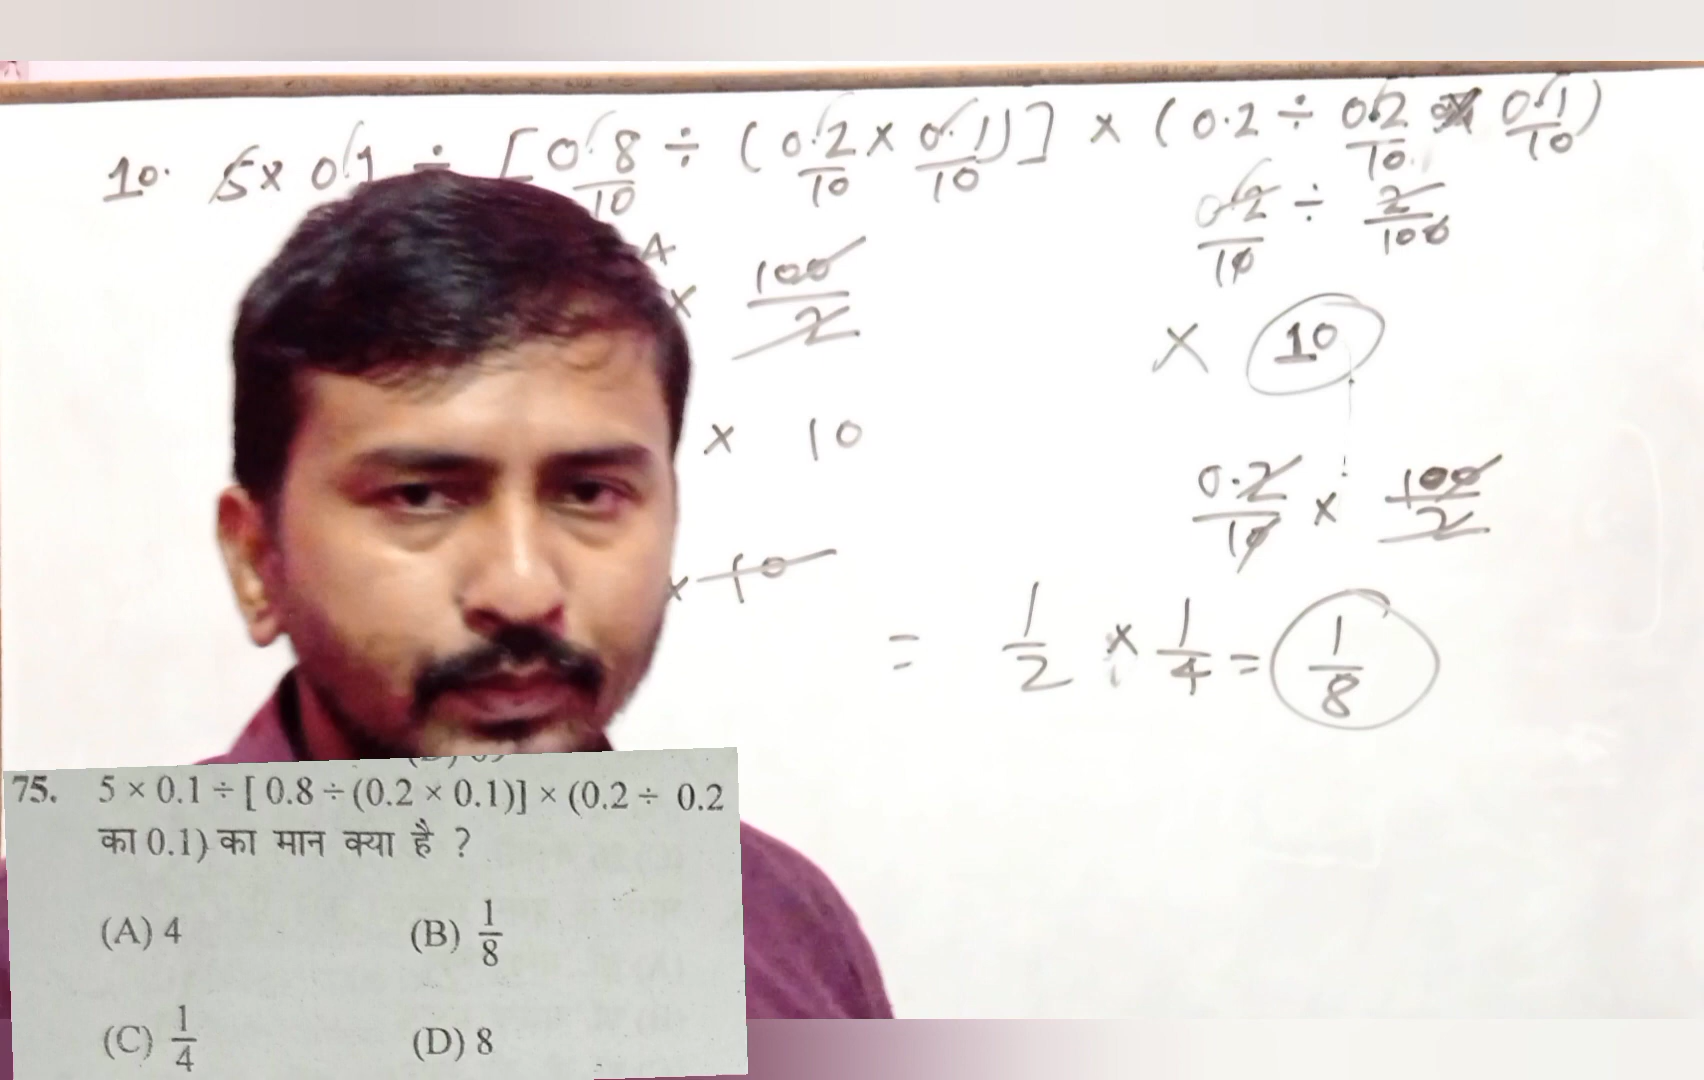 10. 5 x 0.1 ÷ [0.8/10 ÷ (0.2/10 x 0.1/10)] x (0.2 ÷ 0.2/10 x 0.1/10)
0.2/10 ÷ 2/100
4
x 100/2
x 10
x 10
0.2/10 x 100/2
x 10
= 1/2 x 1/4 = 1/8
75. 5 × 0.1 ÷ [ 0.8 ÷ (0.2 × 0.1)] × (0.2 ÷ 0.2
का 0.1) का मान क्या है ?
(A) 4 (B) 1/8
(C) 1/4 (D) 8